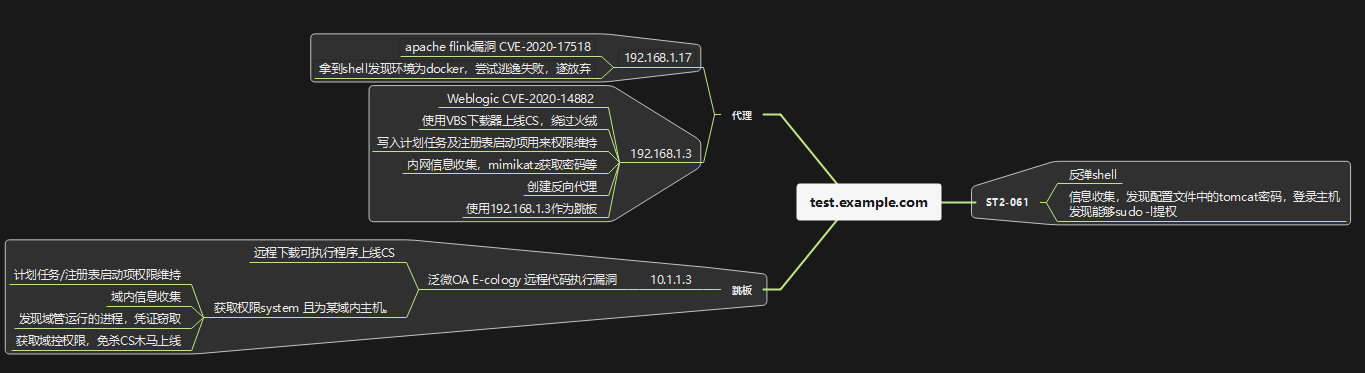 test.example.com
ST2-061
反弹shell
信息收集，发现配置文件中的tomcat密码，登录主机
发现能够sudo -l提权
代理
192.168.1.17
apache flink漏洞 CVE-2020-17518
拿到shell发现环境为docker，尝试逃逸失败，遂放弃
192.168.1.3
Weblogic CVE-2020-14882
使用VBS下载器上线CS，绕过火绒
写入计划任务及注册表启动项用来权限维持
内网信息收集，mimikatz获取密码等
创建反向代理
使用192.168.1.3作为跳板
跳板
10.1.1.3
泛微OA E-cology 远程代码执行漏洞
远程下载可执行程序上线CS
获取权限system 且为某域内主机。
计划任务/注册表启动项权限维持
域内信息收集
发现域管运行的进程，凭证窃取
获取域控权限，免杀CS木马上线